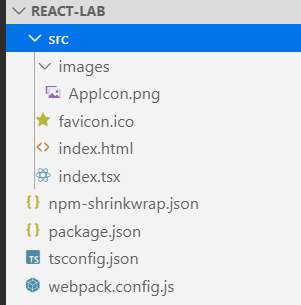 REACT-LAB
src
images
AppIcon.png
favicon.ico
index.html
index.tsx
npm-shrinkwrap.json
package.json
tsconfig.json
webpack.config.js